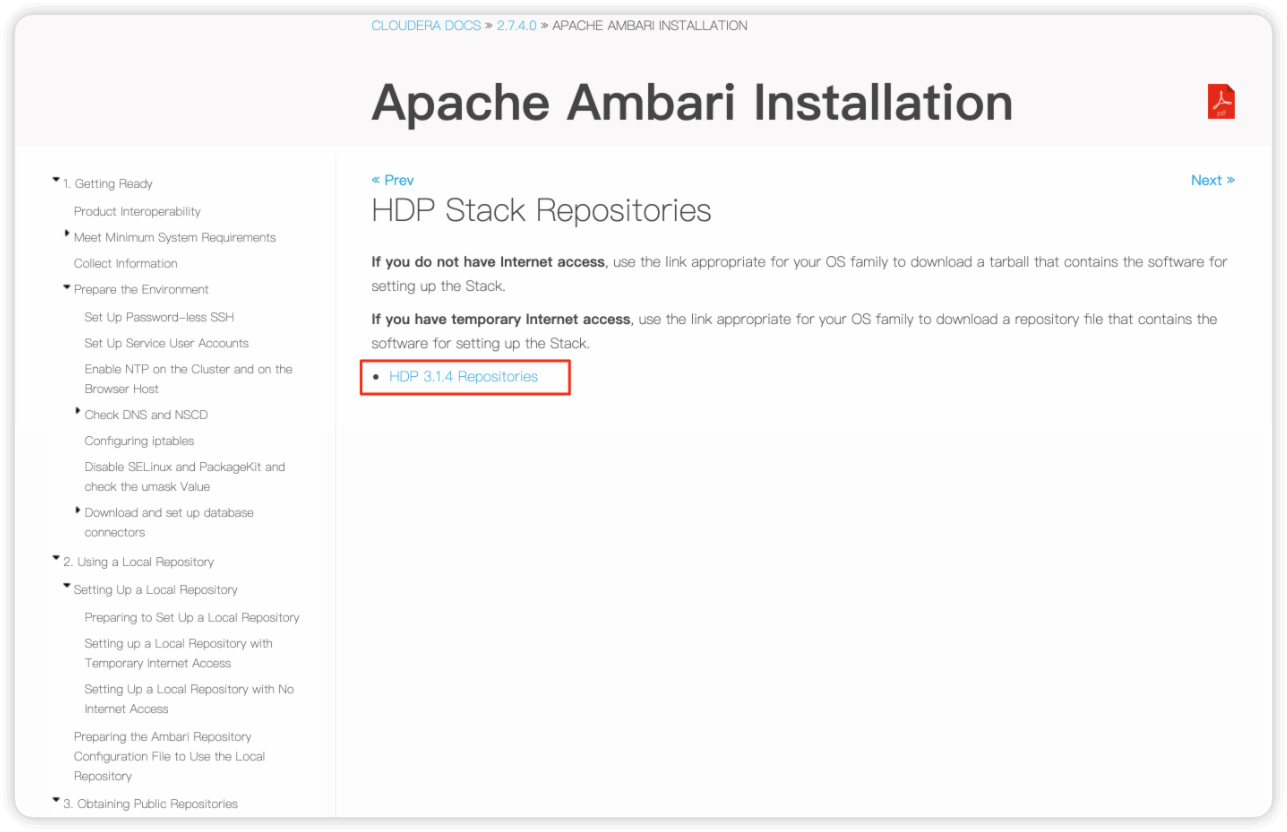 CLOUDERA DOCS » 2.7.4.0 » APACHE AMBARI INSTALLATION
Apache Ambari Installation
pdf
1. Getting Ready
Product Interoperability
Meet Minimum System Requirements
Collect Information
Prepare the Environment
Set Up Password-less SSH
Set Up Service User Accounts
Enable NTP on the Cluster and on the
Browser Host
Check DNS and NSCD
Configuring iptables
Disable SELinux and PackageKit and
check the umask Value
Download and set up database
connectors
2. Using a Local Repository
Setting Up a Local Repository
Preparing to Set Up a Local Repository
Setting up a Local Repository with
Temporary Internet Access
Setting Up a Local Repository with No
Internet Access
Preparing the Ambari Repository
Configuration File to Use the Local
Repository
3. Obtaining Public Repositories
« Prev
Next »
HDP Stack Repositories
If you do not have Internet access, use the link appropriate for your OS family to download a tarball that contains the software for
setting up the Stack.
If you have temporary Internet access, use the link appropriate for your OS family to download a repository file that contains the
software for setting up the Stack.
• HDP 3.1.4 Repositories